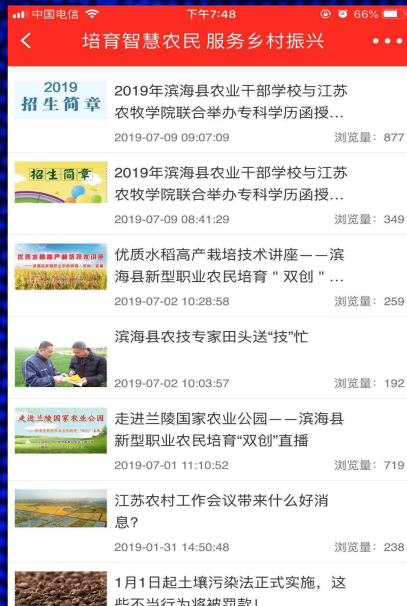 中国电信 下午7:48 66%
培育智慧农民 服务乡村振兴
2019
招生简章
2019年滨海县农业干部学校与江苏
农牧学院联合举办专科学历函授...
2019-07-09 09:07:09 浏览量：877
招生简章
2019年滨海县农业干部学校与江苏
农牧学院联合举办专科学历函授...
2019-07-09 08:41:29 浏览量：349
优质水稻高产栽培技术讲座
优质水稻高产栽培技术讲座——滨
海县新型职业农民培育＂双创＂...
2019-07-02 10:28:58 浏览量：259
滨海县农技专家田头送“技”忙
2019-07-02 10:03:57 浏览量：192
走进兰陵国家农业公园
走进兰陵国家农业公园——滨海县
新型职业农民培育“双创”直播
2019-07-01 11:10:52 浏览量：719
江苏农村工作会议带来什么好消
息?
2019-01-31 14:50:48 浏览量：238
1月1日起土壤污染法正式实施，这
些不当行为将被罚款！